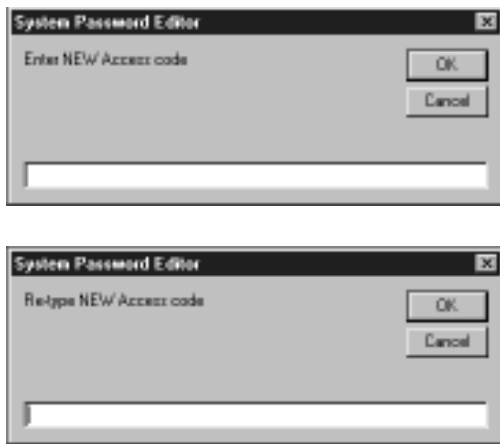 System Password Editor
Enter NEW Access code
OK
Cancel
System Password Editor
Re-type NEW Access code
OK
Cancel